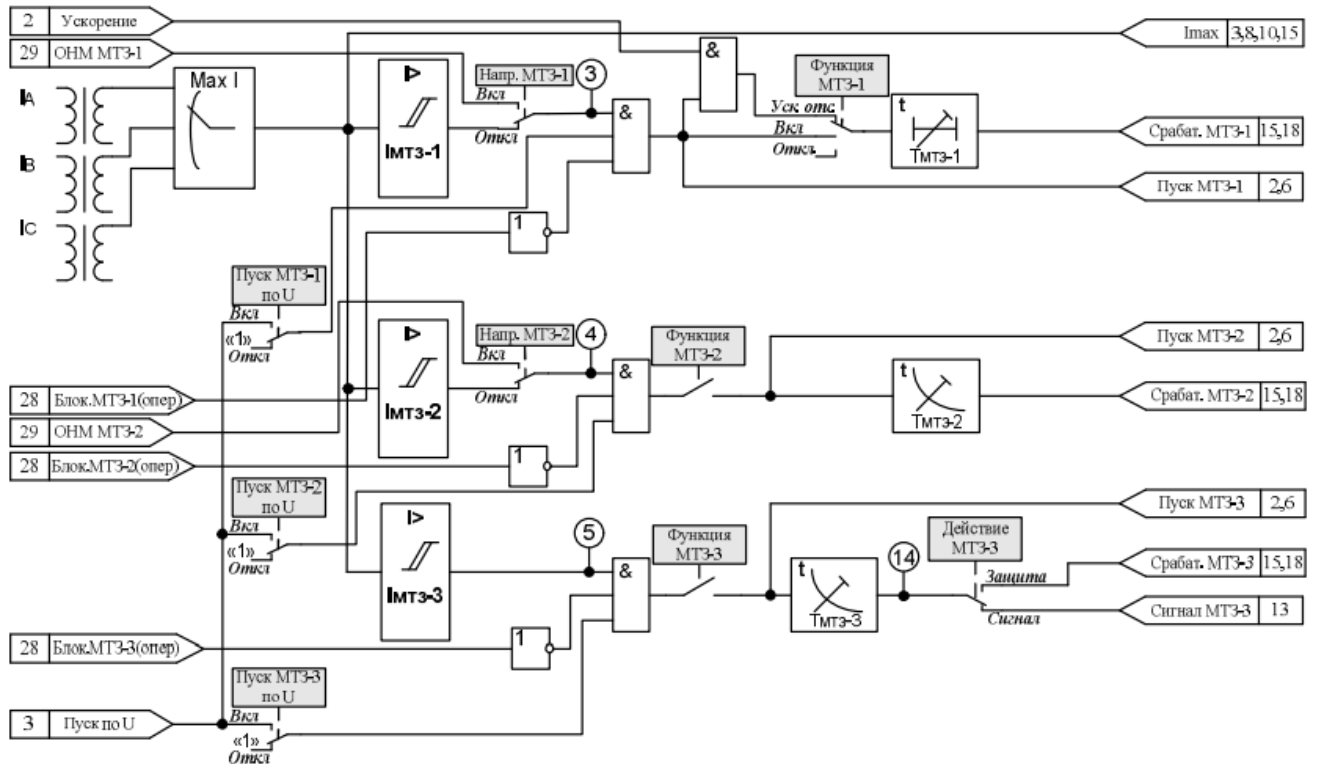 2 Ускорение
29 ОНМ МТЗ-1
IA
IB
IC
Max I
I>
IМТЗ-1
Напр. МТЗ-1
Вкл
Откл
3
&
1
&
Функция
МТЗ-1
Уск отс.
Вкл
Откл.
t
ТМТЗ-1
Imax 3,8,10,15
Срабат. МТЗ-1 15,18
Пуск МТЗ-1 2,6
Пуск МТЗ-1
по U
Вкл
«1»
Откл
I>
IМТЗ-2
Напр. МТЗ-2
Вкл
Откл
4
&
1
Функция
МТЗ-2
t
ТМТЗ-2
Пуск МТЗ-2 2,6
Срабат. МТЗ-2 15,18
28 Блок.МТЗ-1(опер)
29 ОНМ МТЗ-2
28 Блок.МТЗ-2(опер)
Пуск МТЗ-2
по U
Вкл
«1»
Откл
I>
IМТЗ-3
5
&
1
Функция
МТЗ-3
t
ТМТЗ-3
14
Действие
МТЗ-3
Защита
Сигнал
Пуск МТЗ-3 2,6
Срабат. МТЗ-3 15,18
Сигнал МТЗ-3 13
28 Блок.МТЗ-3(опер)
Пуск МТЗ-3
по U
3 Пуск по U
Вкл
«1»
Откл